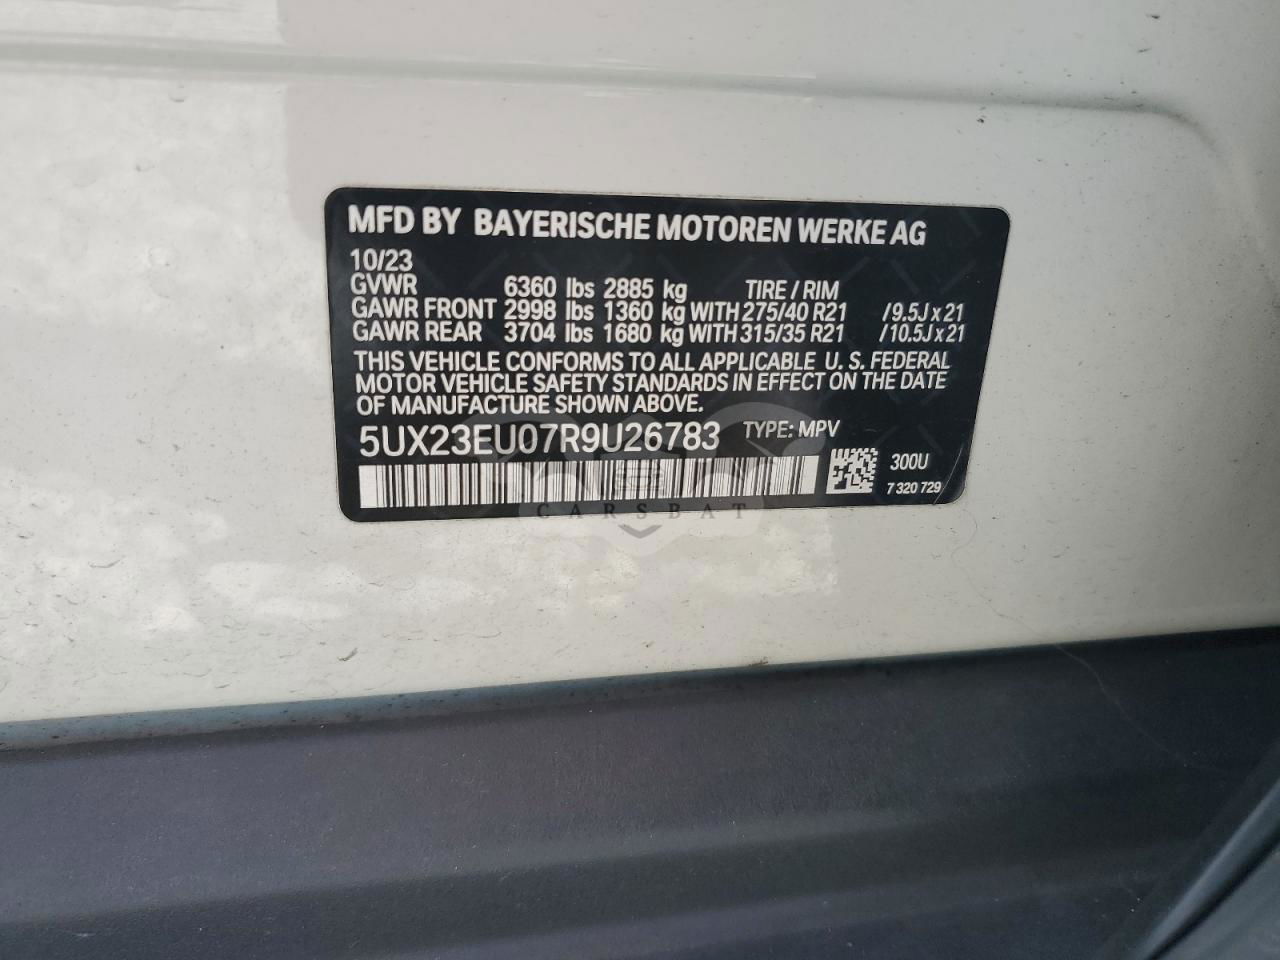 MFD BY BAYERISCHE MOTOREN WERKE AG
10/23
GVWR 6360 lbs 2885 kg TIRE / RIM
GAWR FRONT 2998 lbs 1360 kg WITH 275/40 R21 /9.5J x 21
GAWR REAR 3704 lbs 1680 kg WITH 315/35 R21 /10.5J x 21
THIS VEHICLE CONFORMS TO ALL APPLICABLE U. S. FEDERAL
MOTOR VEHICLE SAFETY STANDARDS IN EFFECT ON THE DATE
OF MANUFACTURE SHOWN ABOVE.
5UX23EU07R9U26783 TYPE: MPV
300U
7 320 729
CARSBAT